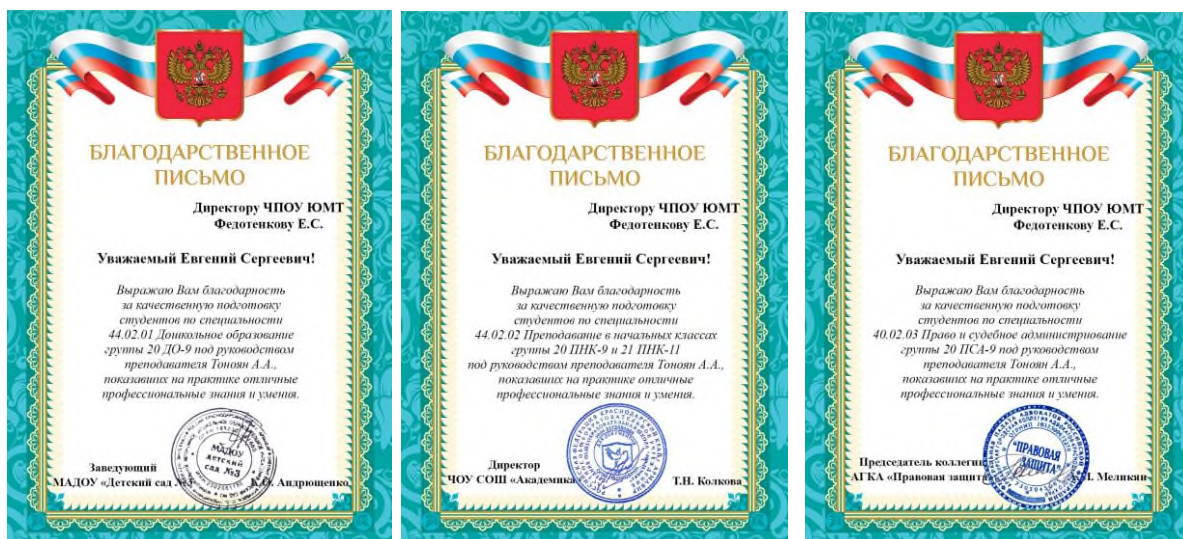 БЛАГОДАРСТВЕННОЕ
ПИСЬМО
Директору ЧПОУ ЮМТ
Федотенкову Е.С.
Уважаемый Евгений Сергеевич!
Выражаю Вам благодарность
за качественную подготовку
студентов по специальности
44.02.01 Дошкольное образование
группы 20 ДО-9 под руководством
преподавателя Тоноян А.А.,
показавших на практике отличные
профессиональные знания и умения.
МАДОУ
детский
сад №3
Заведующий
МАДОУ «Детский сад
Андрющенко
БЛАГОДАРСТВЕННОЕ
ПИСЬМО
Директору ЧПОУ ЮМТ
Федотенкову Е.С.
Уважаемый Евгений Сергеевич!
Выражаю Вам благодарность
за качественную подготовку
студентов по специальности
44.02.02 Преподавание в начальных классах
группы 20 ПНК-9 и 21 ПНК-11
под руководством преподавателя Тоноян А.А.,
показавших на практике отличные
профессиональные знания и умения.
Директор
ЧОУ СОШ «Академика
Т.Н. Колкова
БЛАГОДАРСТВЕННОЕ
ПИСЬМО
Директору ЧПОУ ЮМТ
Федотенкову Е.С.
Уважаемый Евгений Сергеевич!
Выражаю Вам благодарность
за качественную подготовку
студентов по специальности
40.02.03 Право и судебное администрирование
группы 20 ПСА-9 под руководством
преподавателя Тоноян А.А.,
показавших на практике отличные
профессиональные знания и умения.
"ПРАВОВАЯ
ЗАЩИТА"
Председатель коллегии
АГКА «Правовая защита
Меликян